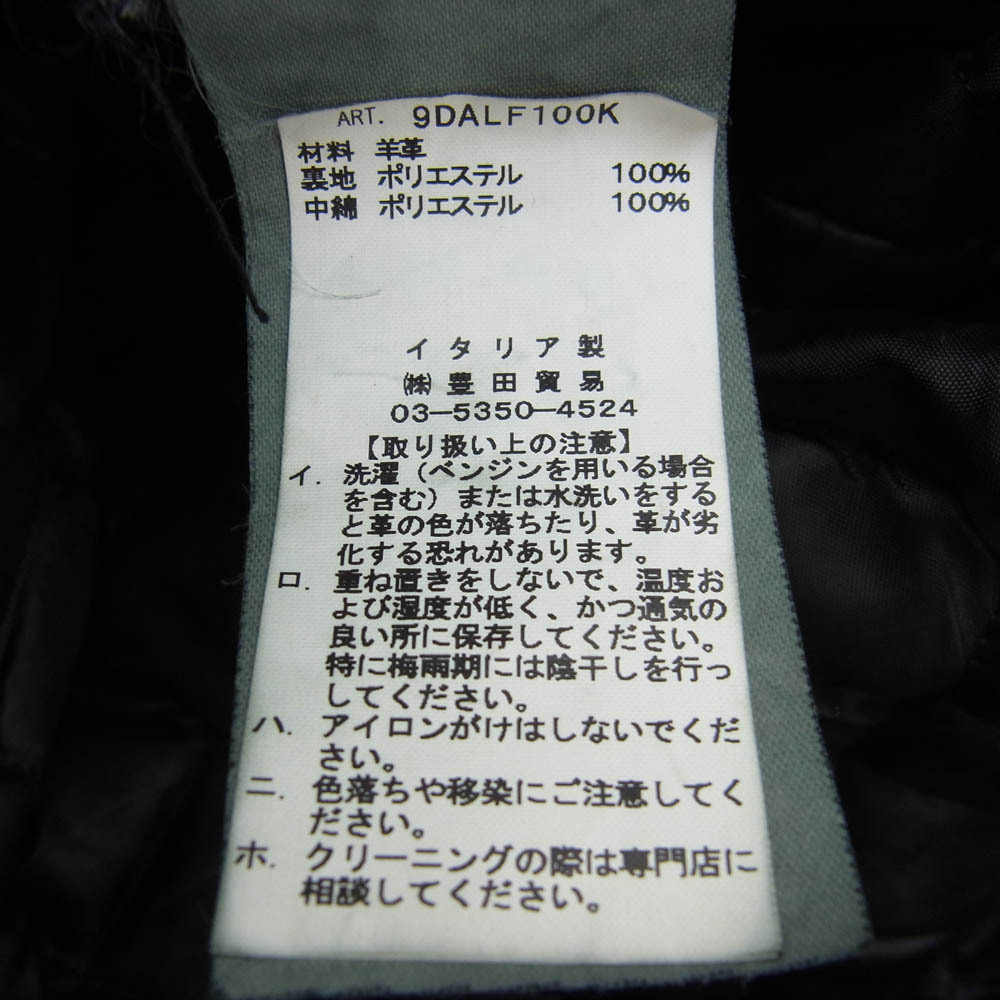 ART. 9DALF100K
材料 羊革
裏地 ポリエステル 100%
中綿 ポリエステル 100%
イタリア製
㈱豊田貿易
03-5350-4524
【取り扱い上の注意】
イ. 洗濯(ベンジンを用いる場合
を含む)または水洗いをする
と革の色が落ちたり、革が劣
化する恐れがあります。
ロ. 重ね置きをしないで、温度お
よび湿度が低く、かつ通気の
良い所に保存してください。
特に梅雨期には陰干しを行っ
してください。
ハ. アイロンがけはしないでくだ
さい。
ニ. 色落ちや移染にご注意してく
ださい。
ホ. クリーニングの際は専門店に
相談してください。